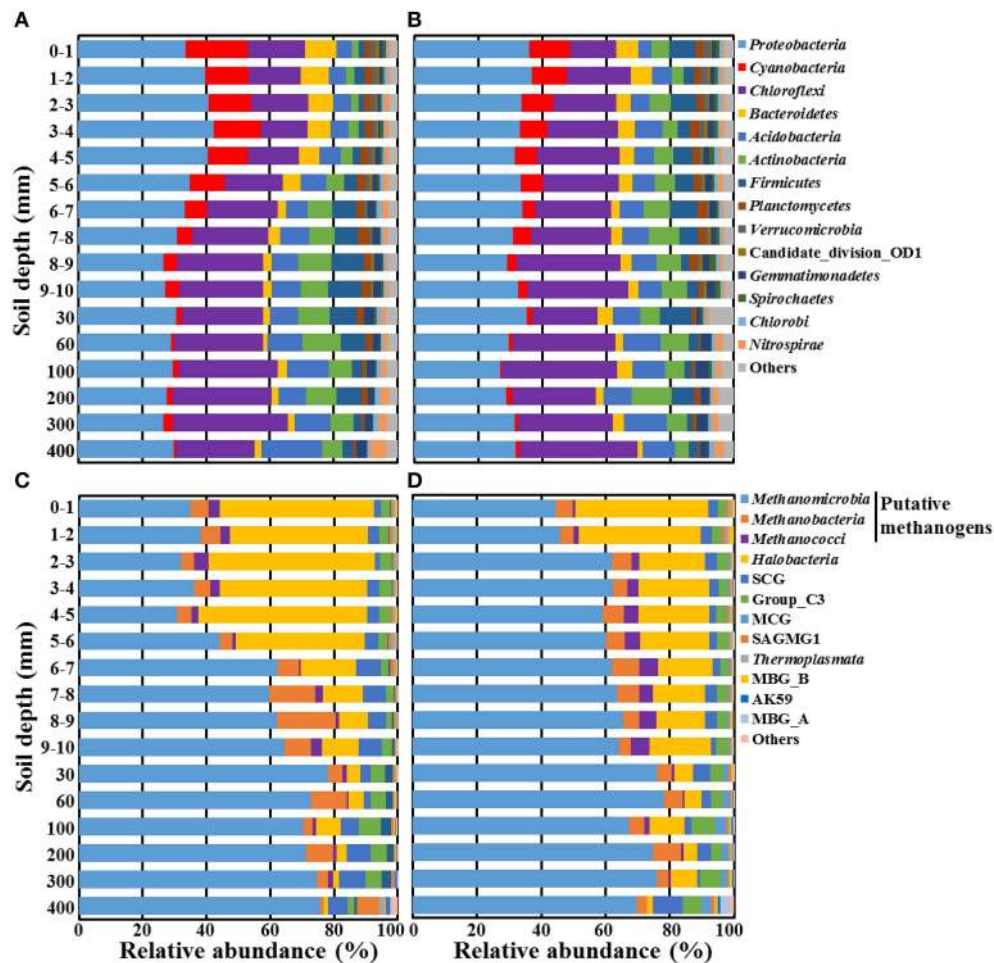 A
B
Soil depth (mm)
0-1
1-2
2-3
3-4
4-5
5-6
6-7
7-8
8-9
9-10
30
60
100
200
300
400
Proteobacteria
Cyanobacteria
Chloroflexi
Bacteroidetes
Acidobacteria
Actinobacteria
Firmicutes
Planctomycetes
Verrucomicrobia
Candidate_division_OD1
Gemmatimonadetes
Spirochaetes
Chlorobi
Nitrospirae
Others
C
D
Soil depth (mm)
0-1
1-2
2-3
3-4
4-5
5-6
6-7
7-8
8-9
9-10
30
60
100
200
300
400
Methanomicrobia
Methanobacteria
Methanococci
Putative
methanogens
Halobacteria
SCG
Group_C3
MCG
SAGMG1
Thermoplasmata
MBG_B
AK59
MBG_A
Others
0 20 40 60 80 100 0 20 40 60 80 100
Relative abundance (%) Relative abundance (%)